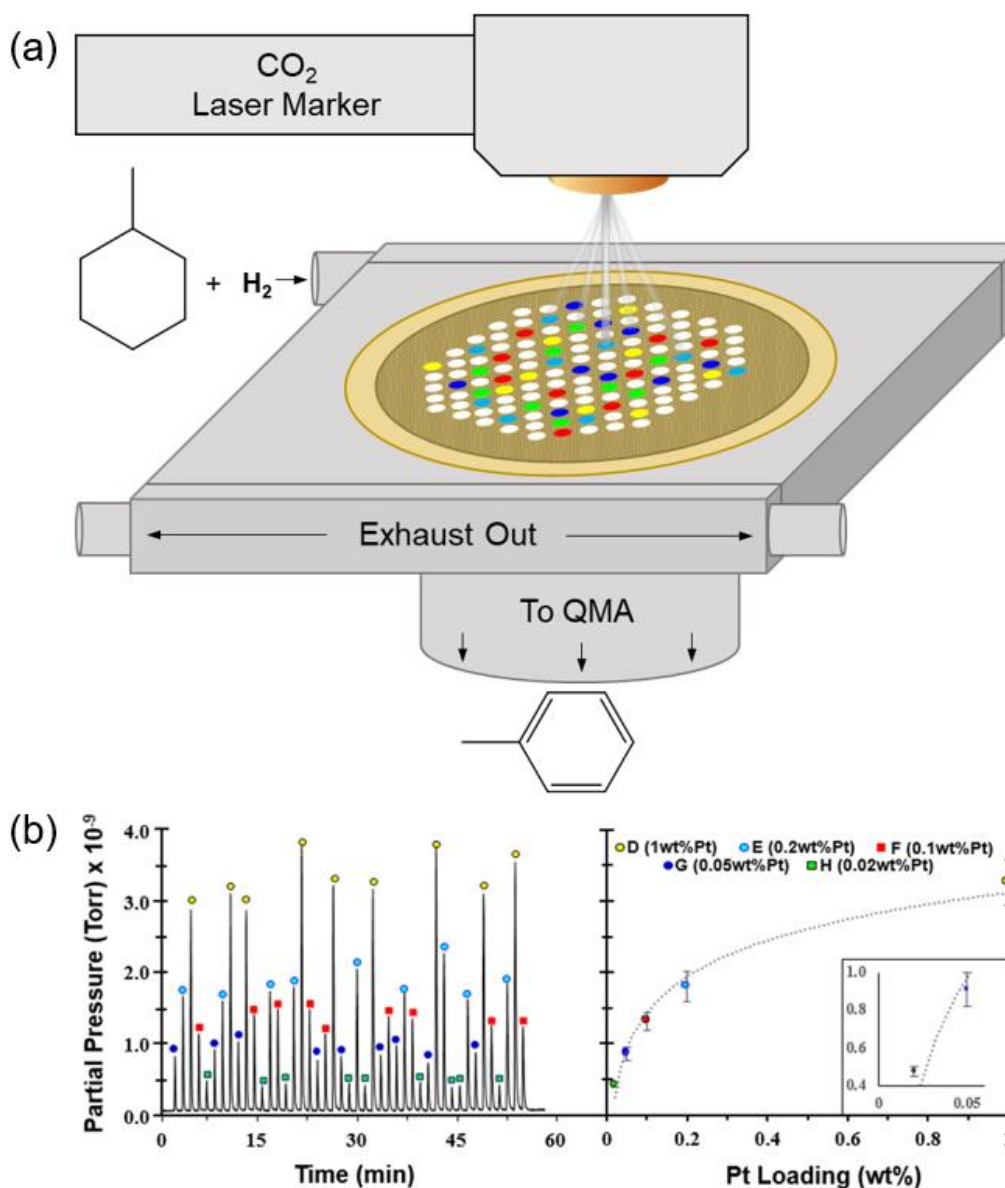 (a)
CO₂
Laser Marker
+ H₂
Exhaust Out
To QMA
(b)
Partial Pressure (Torr) x 10⁻⁹
4.0
3.0
2.0
1.0
0.0
0 15 30 45 60
Time (min)
D (1wt%Pt) E (0.2wt%Pt) F (0.1wt%Pt)
G (0.05wt%Pt) H (0.02wt%Pt)
1.0
0.8
0.6
0.4
0 0.05
0 0.2 0.4 0.6 0.8
Pt Loading (wt%)